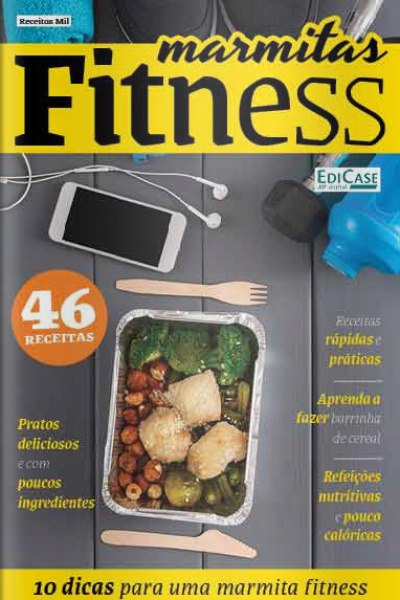 Receitas Mil
marmitas
Fitness
EDICASE
46
RECEITAS
Receitas
rápidas e
práticas
Aprenda a
fazer barrinha
de cereal
Pratos
deliciosos
e com
poucos
ingredientes
Refeições
nutritivas
e pouco
calóricas
10 dicas para uma marmita fitness